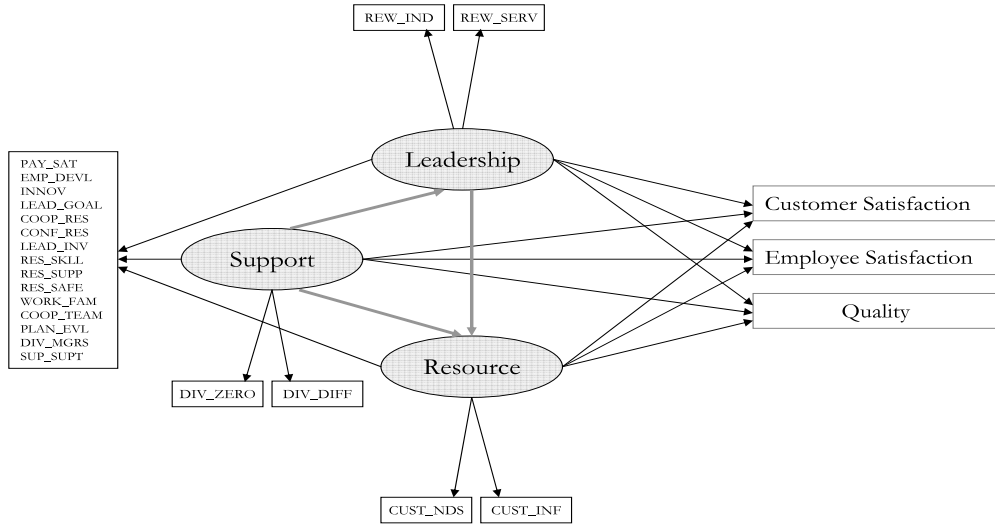 REW_IND
REW_SERV
Leadership
PAY_SAT
EMP_DEVL
INNOV
LEAD_GOAL
COOP_RES
CONF_RES
LEAD_INV
RES_SKLL
RES_SUPP
RES_SAFE
WORK_FAM
COOP_TEAM
PLAN_EVL
DIV_MGRS
SUP_SUPT
Support
Customer Satisfaction
Employee Satisfaction
Quality
Resource
DIV_ZERO
DIV_DIFF
CUST_NDS
CUST_INF